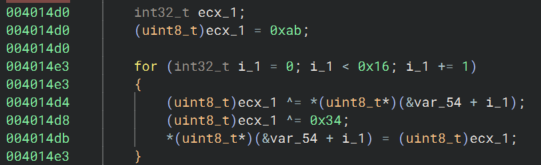 004014d0 int32_t ecx_1;
004014d0 (uint8_t)ecx_1 = 0xab;
004014d0
004014e3 for (int32_t i_1 = 0; i_1 < 0x16; i_1 += 1)
004014e3 {
004014d4 (uint8_t)ecx_1 ^= *(uint8_t*)(&var_54 + i_1);
004014d8 (uint8_t)ecx_1 ^= 0x34;
004014db *(uint8_t*)(&var_54 + i_1) = (uint8_t)ecx_1;
004014e3 }